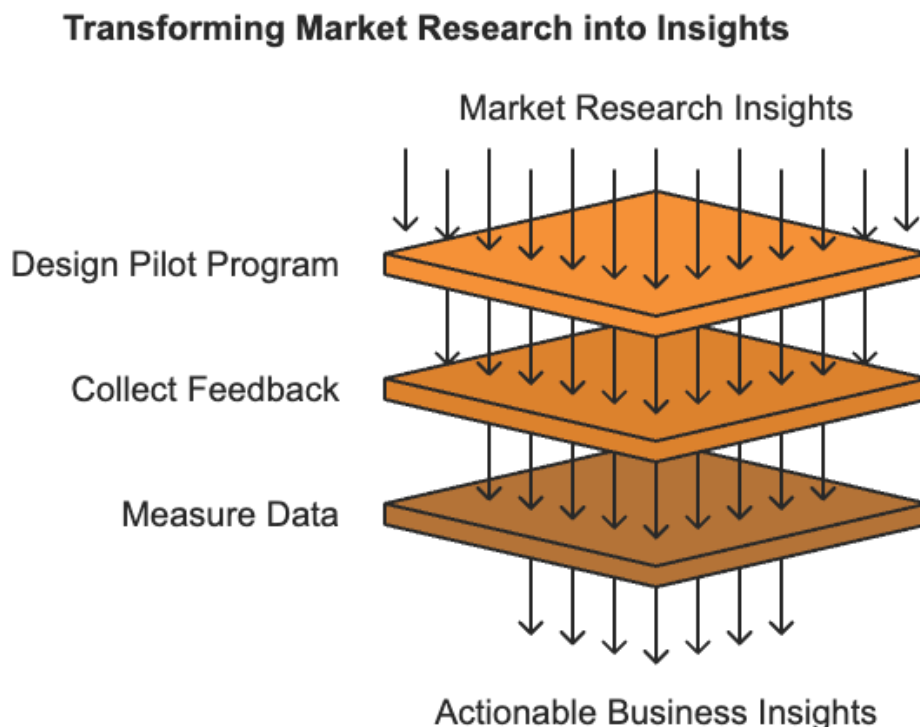 Transforming Market Research into Insights
Market Research Insights
Design Pilot Program
Collect Feedback
Measure Data
Actionable Business Insights